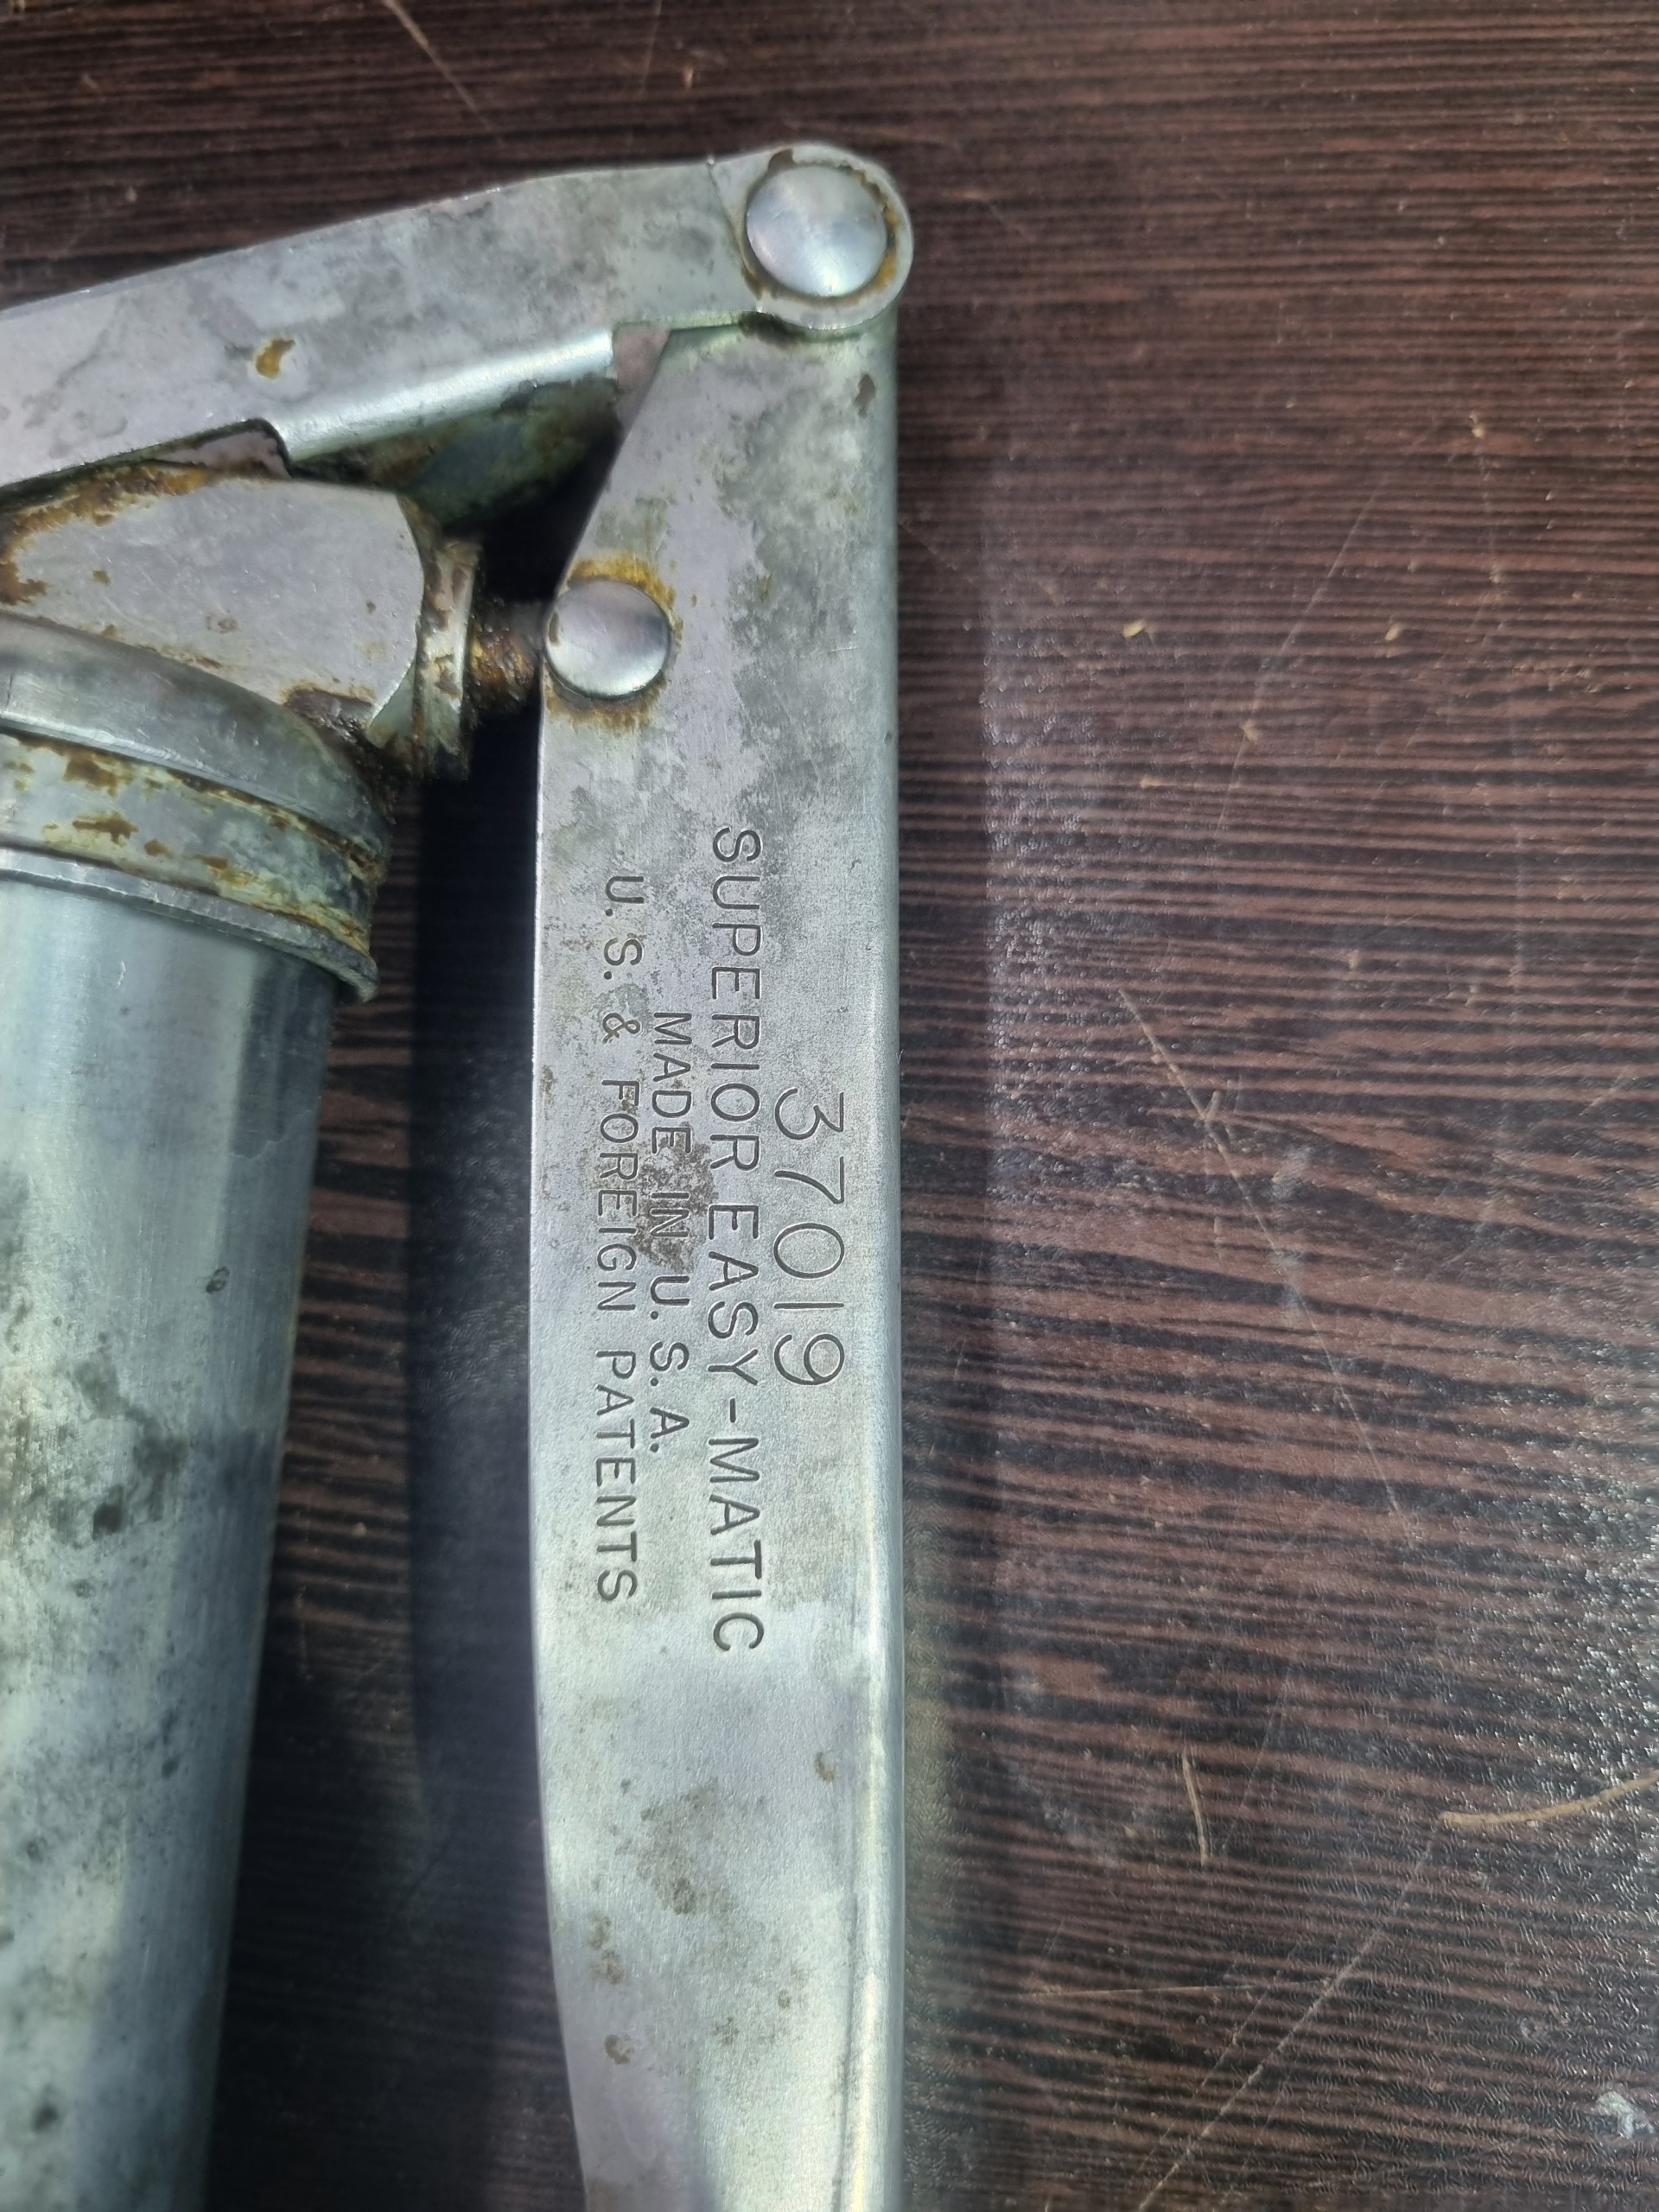 37019
SUPERIOR EASY-MATIC
MADE IN U.S.A.
U.S. & FOREIGN PATENTS